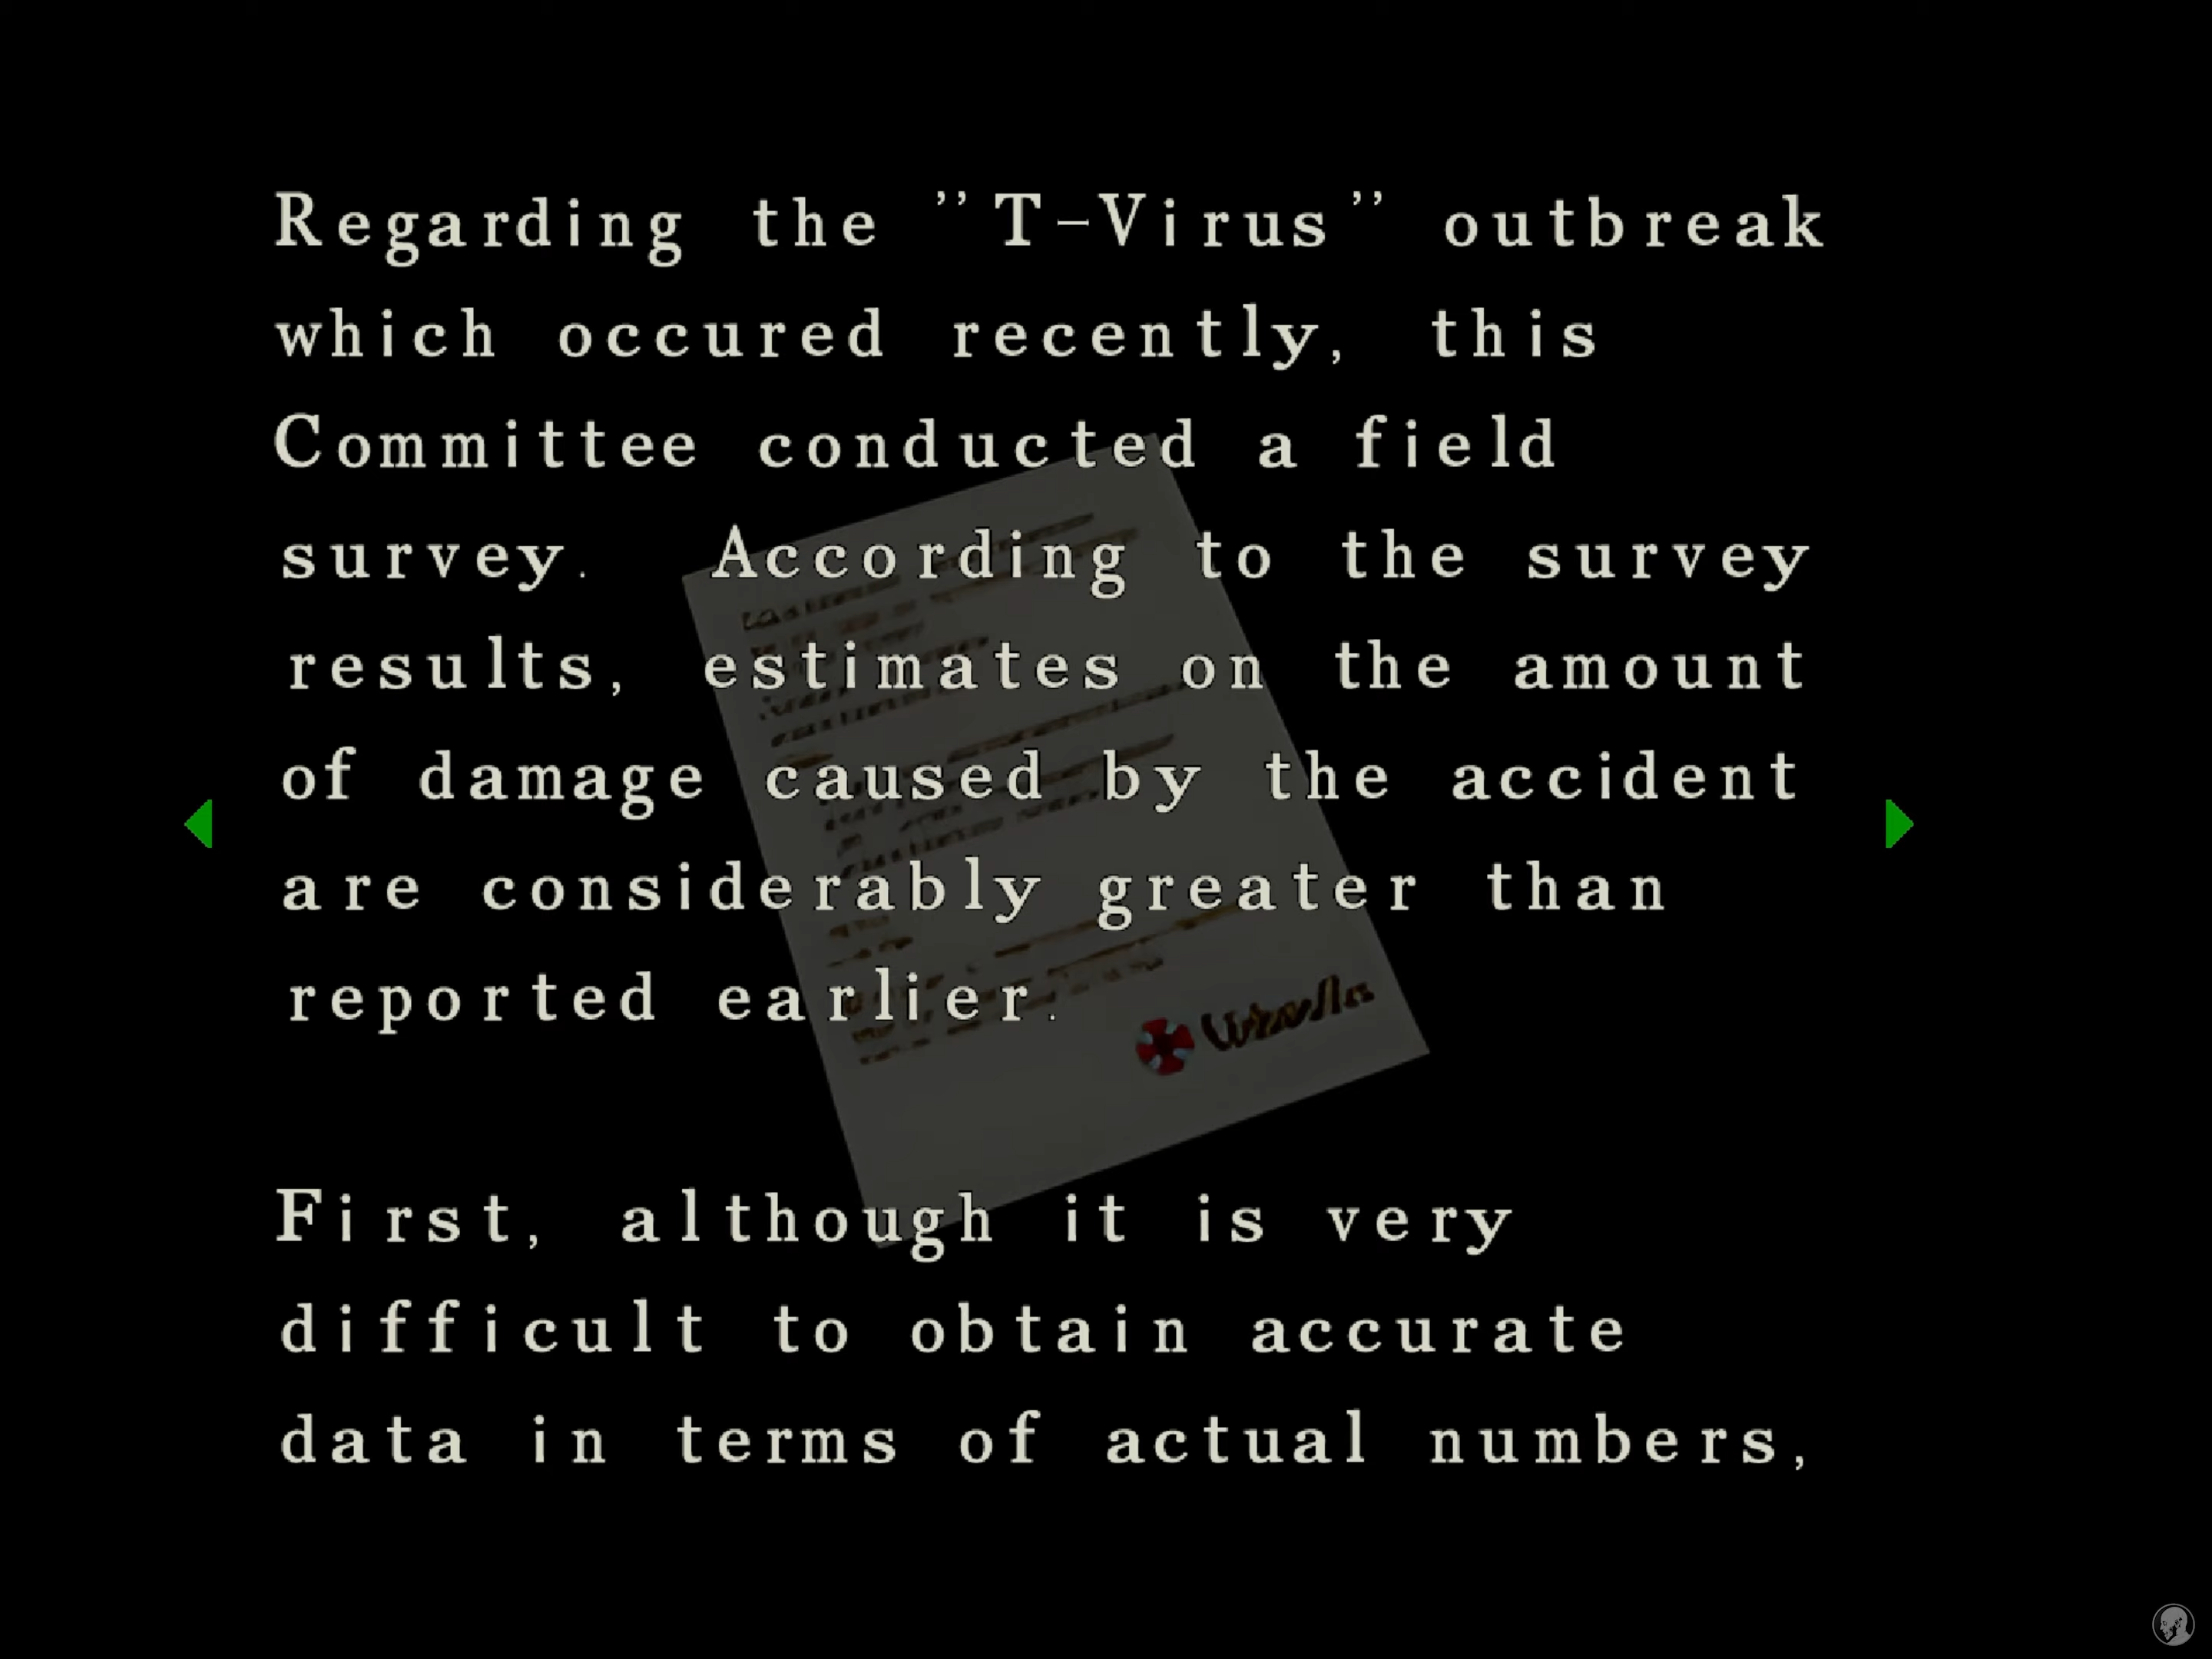 Regarding the "T-Virus" outbreak
which occured recently, this
Committee conducted a field
survey. According to the survey
results, estimates on the amount
of damage caused by the accident
are considerably greater than
reported earlier.
First, although it is very
difficult to obtain accurate
data in terms of actual numbers,